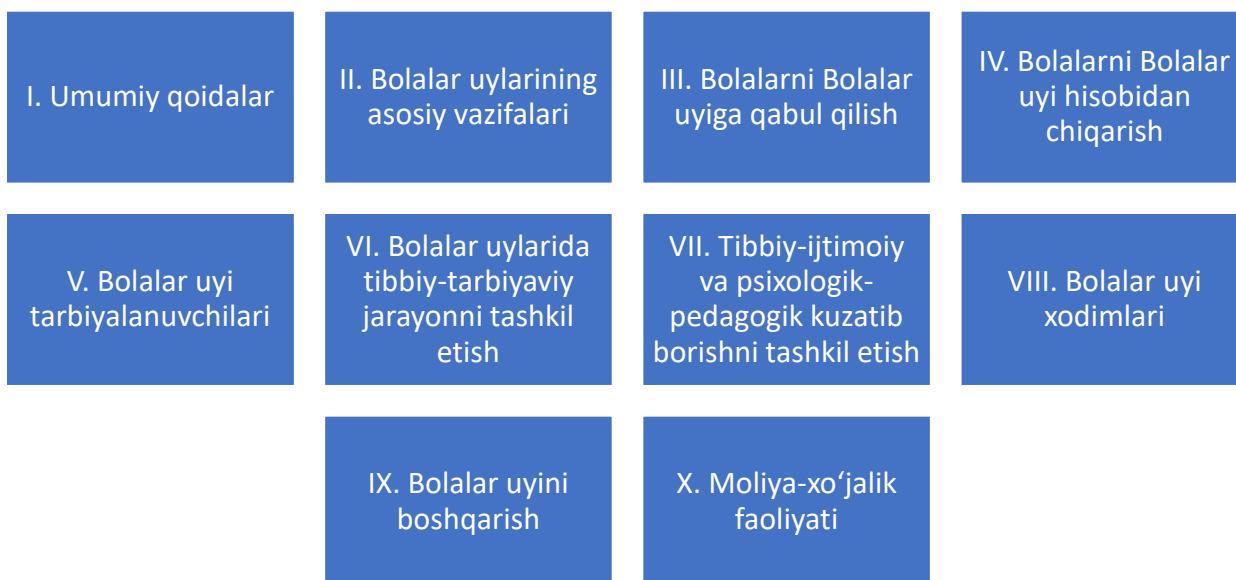 I. Umumiy qoidalar
II. Bolalar uylarining
asosiy vazifalari
III. Bolalarni Bolalar
uyiga qabul qilish
IV. Bolalarni Bolalar
uyi hisobidan
chiqarish
V. Bolalar uyi
tarbiyalanuvchilari
VI. Bolalar uylarida
tibbiy-tarbiyaviy
jarayonni tashkil
etish
VII. Tibbiy-ijtimoiy
va psixologik-
pedagogik kuzatib
borishni tashkil etish
VIII. Bolalar uyi
xodimlari
IX. Bolalar uyini
boshqarish
X. Moliya-xo‘jalik
faoliyati